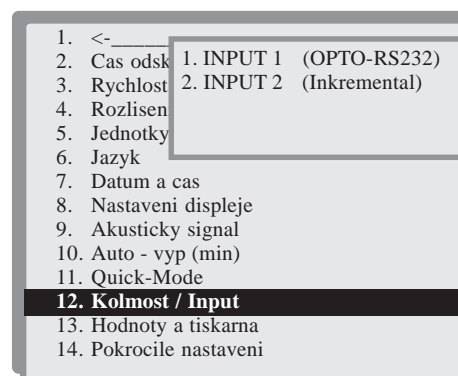 1. <-______
2. Cas odsk
3. Rychlost
4. Rozlisen
5. Jednotky
6. Jazyk
7. Datum a cas
8. Nastaveni displeje
9. Akusticky signal
10. Auto - vyp (min)
11. Quick-Mode
12. Kolmost / Input
13. Hodnoty a tiskarna
14. Pokrocile nastaveni
1. INPUT 1 (OPTO-RS232)
2. INPUT 2 (Inkremental)